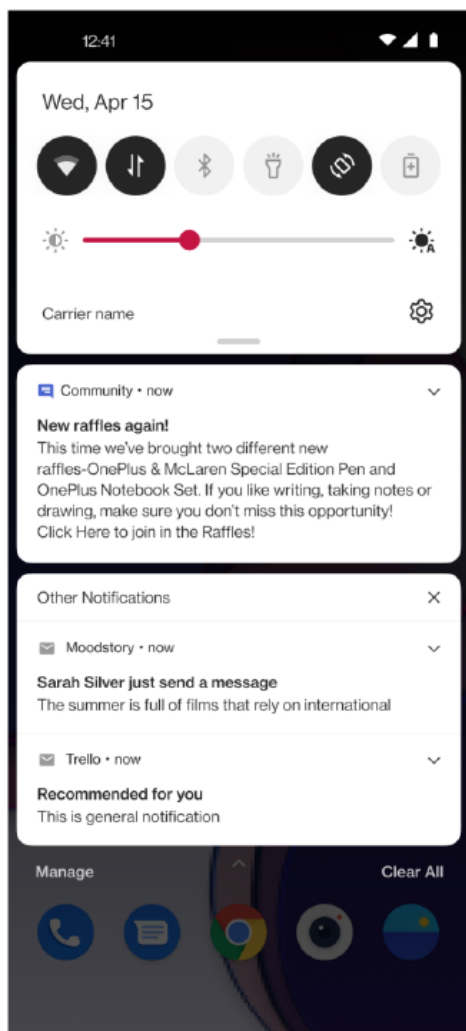 12:41
Wed, Apr 15
A
Carrier name
Community • now
New raffles again!
This time we've brought two different new
raffles-OnePlus & McLaren Special Edition Pen and
OnePlus Notebook Set. If you like writing, taking notes or
drawing, make sure you don't miss this opportunity!
Click Here to join in the Raffles!
Other Notifications
Moodstory • now
Sarah Silver just send a message
The summer is full of films that rely on international
Trello • now
Recommended for you
This is general notification
Manage
Clear All